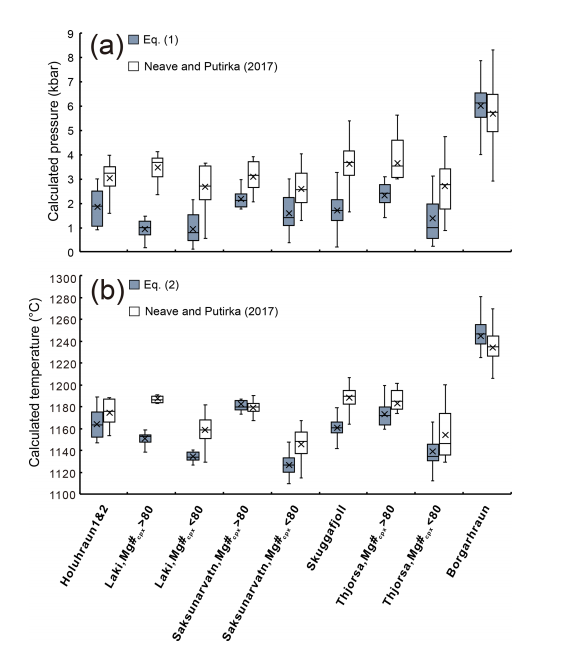 (a)
Eq. (1)
Neave and Putirka (2017)
Calculated pressure (kbar)
9
8
7
6
5
4
3
2
1
0
(b)
Eq. (2)
Neave and Putirka (2017)
Calculated temperature (°C)
1300
1280
1260
1240
1220
1200
1180
1160
1140
1120
1100
Holuhraun1&2
Laki,Mg#cpx>80
Laki,Mg#cpx<80
Saksunarvatn,Mg#cpx>80
Saksunarvatn,Mg#cpx<80
Skuggafjoll
Thjorsa,Mg#cpx>80
Thjorsa,Mg#cpx<80
Borgarhraun